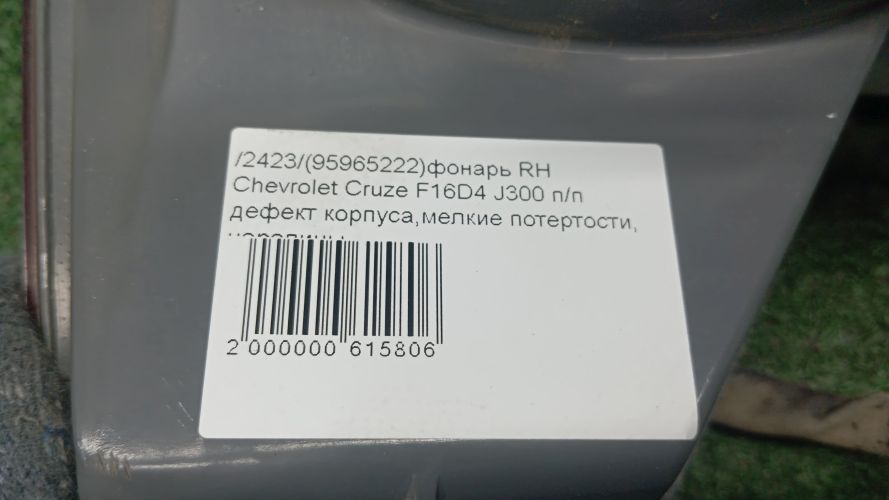 /2423/(95965222)фонарь RH
Chevrolet Cruze F16D4 J300 п/п
дефект корпуса,мелкие потертости,
2 000000 615806